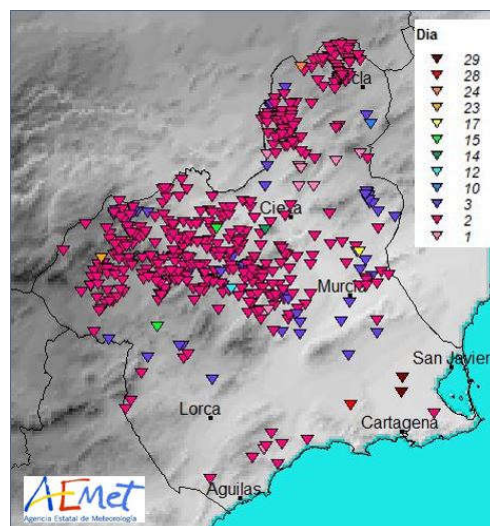 Dia
29
28
24
23
17
15
14
12
10
3
2
1
Cieza
Murcia
San Javier
Lorca
Cartagena
Aguilas
AEMet
Agencia Estatal de Meteorología